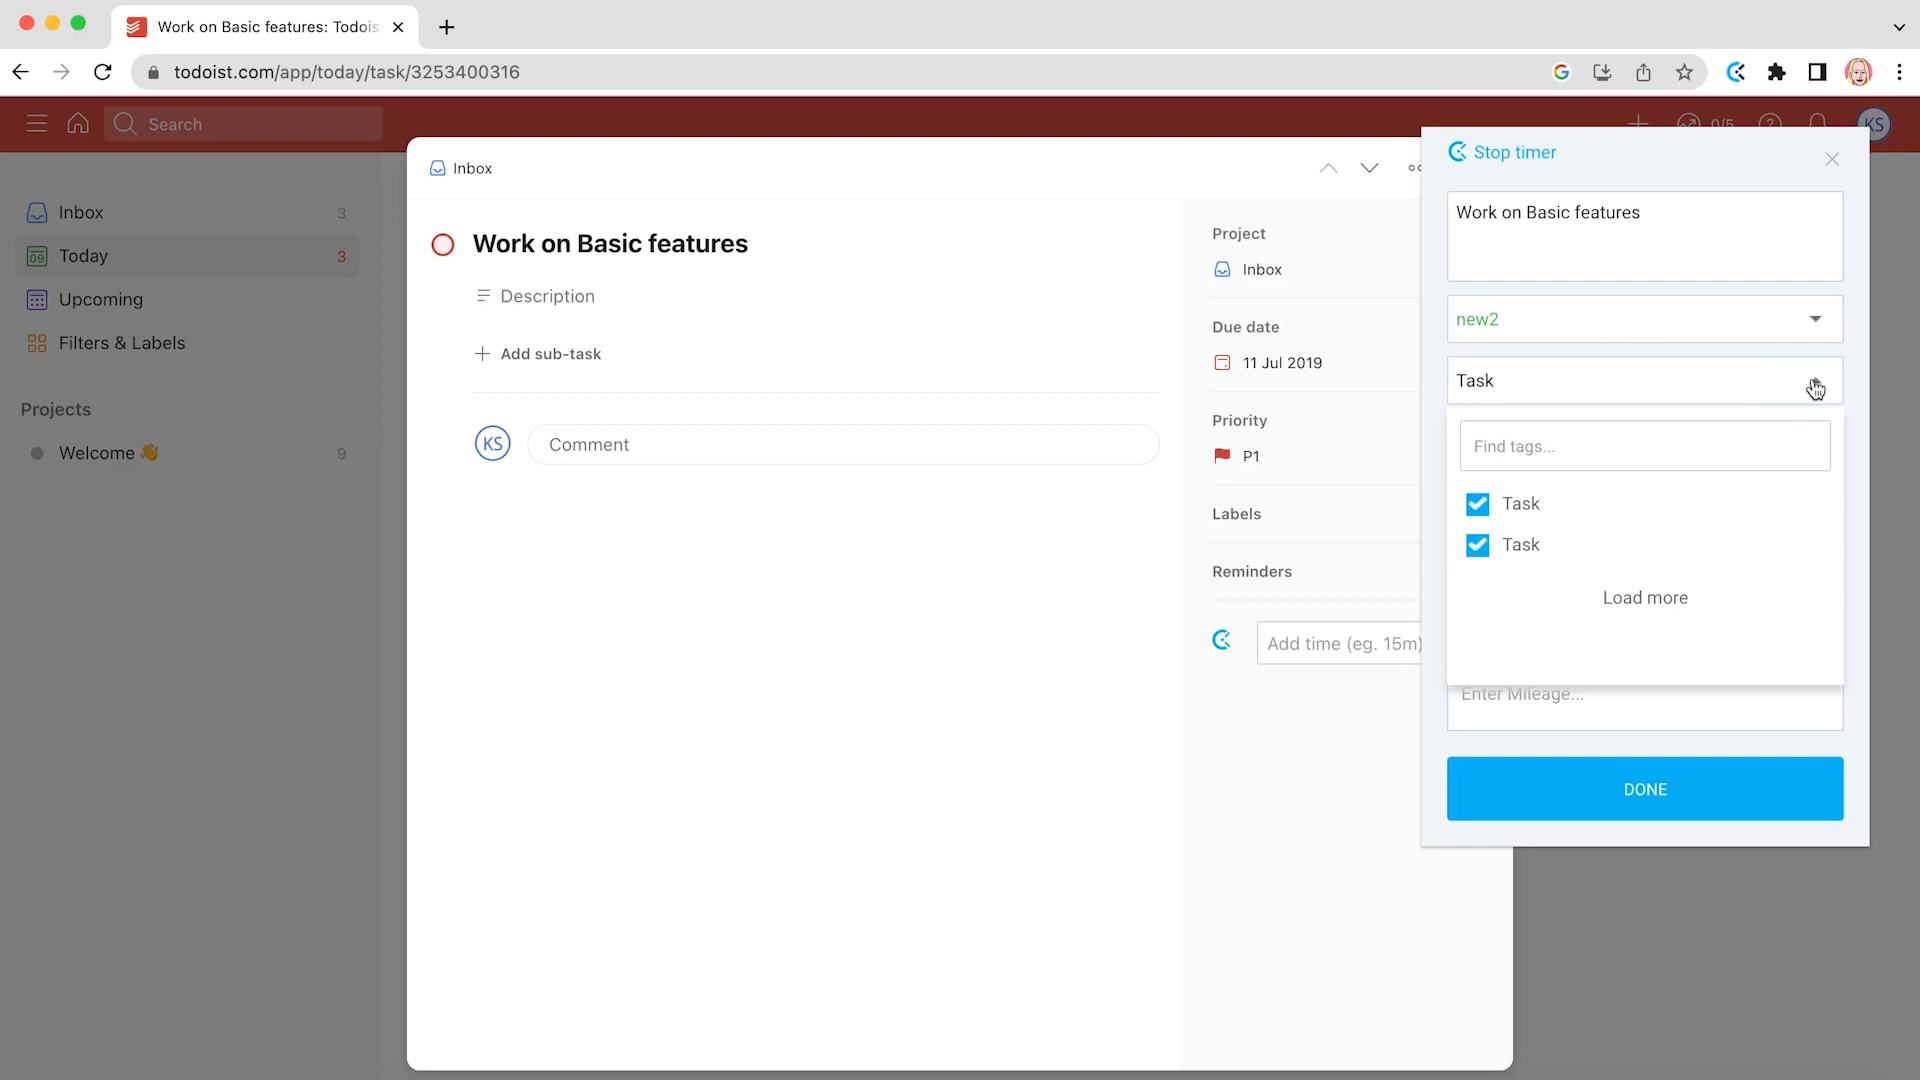 Work on Basic features: Todois
todoist.com/app/today/task/3253400316
Search
0/5
KS
Inbox 3
09 Today 3
Upcoming
Filters & Labels
Projects
Welcome 👋 9
Inbox
Work on Basic features
Description
Add sub-task
KS Comment
Project
Inbox
Due date
11 Jul 2019
Priority
P1
Labels
Reminders
Add time (eg. 15m)
Stop timer
Work on Basic features
new2
Task
Find tags...
Task
Task
Load more
Enter Mileage...
DONE